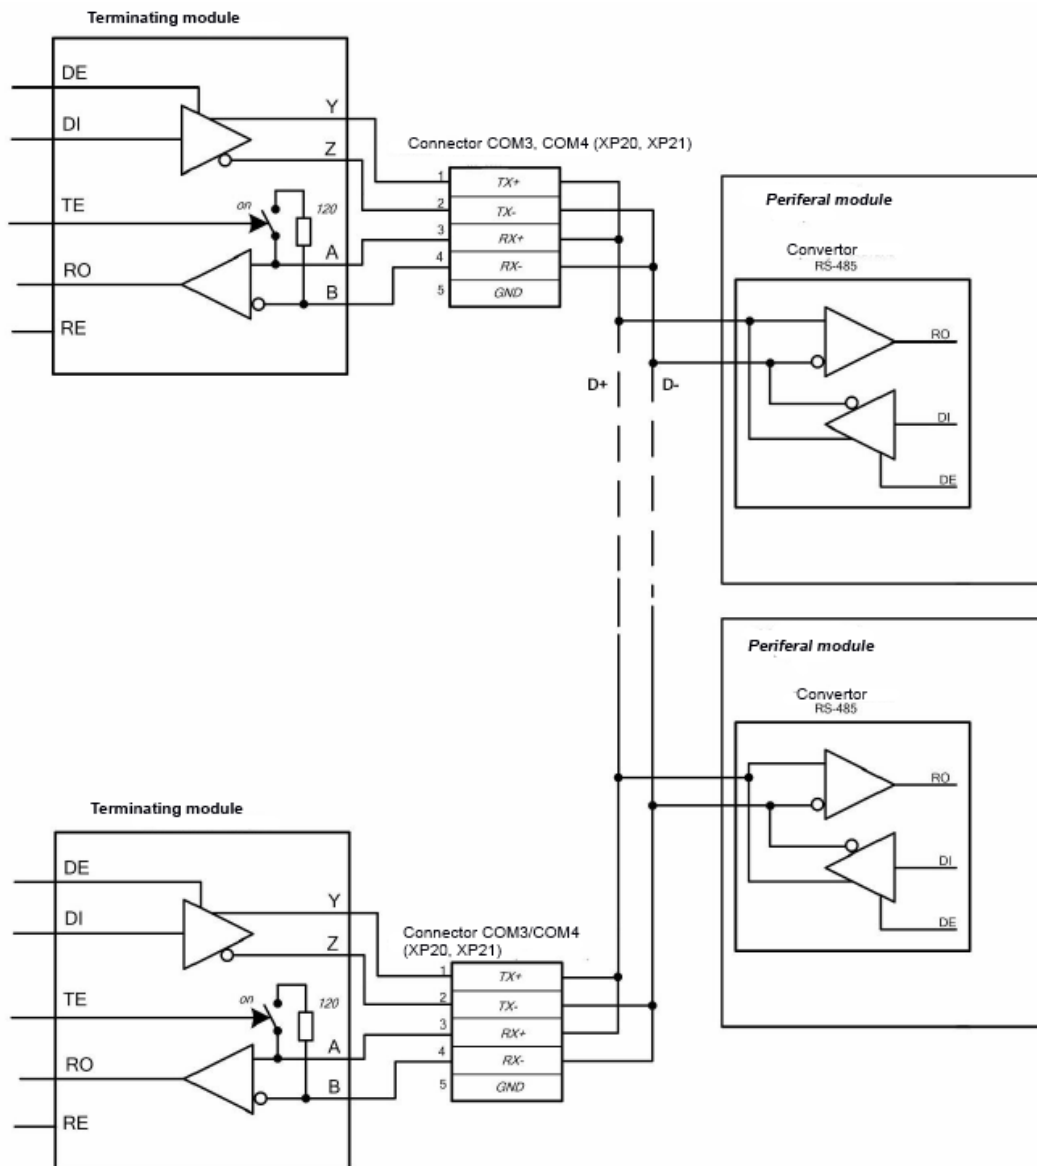 Terminating module
DE
DI
TE
RO
RE
Y
Z
on
120
A
B
Connector COM3, COM4 (XP20, XP21)
1 TX+
2 TX-
3 RX+
4 RX-
5 GND
D+ D-
Periferal module
Convertor
RS-485
RO
DI
DE
Periferal module
Convertor
RS-485
RO
DI
DE
Terminating module
DE
DI
TE
RO
RE
Y
Z
on
120
A
B
Connector COM3/COM4
(XP20, XP21)
1 TX+
2 TX-
3 RX+
4 RX-
5 GND